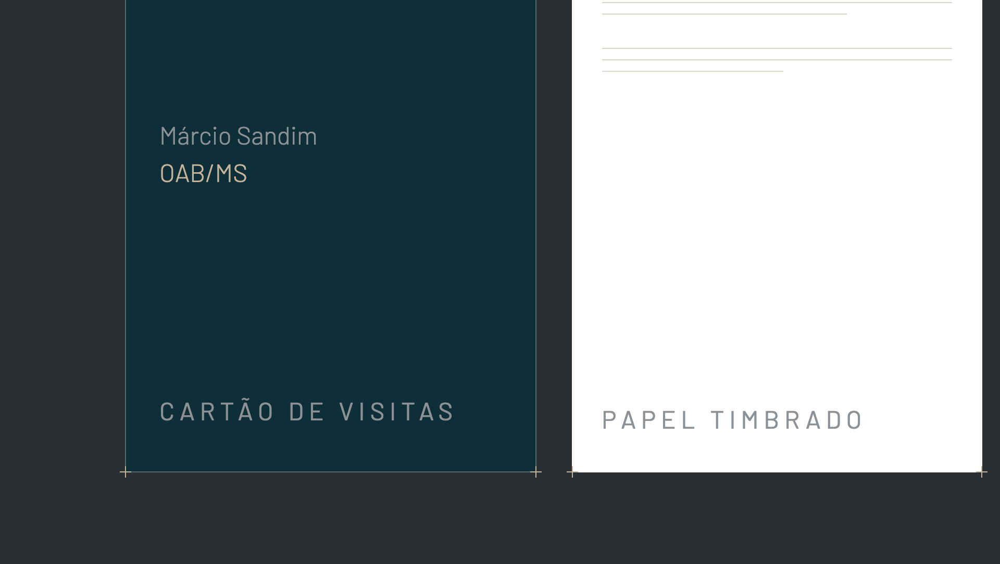 Márcio Sandim
OAB/MS
CARTÃO DE VISITAS
PAPEL TIMBRADO